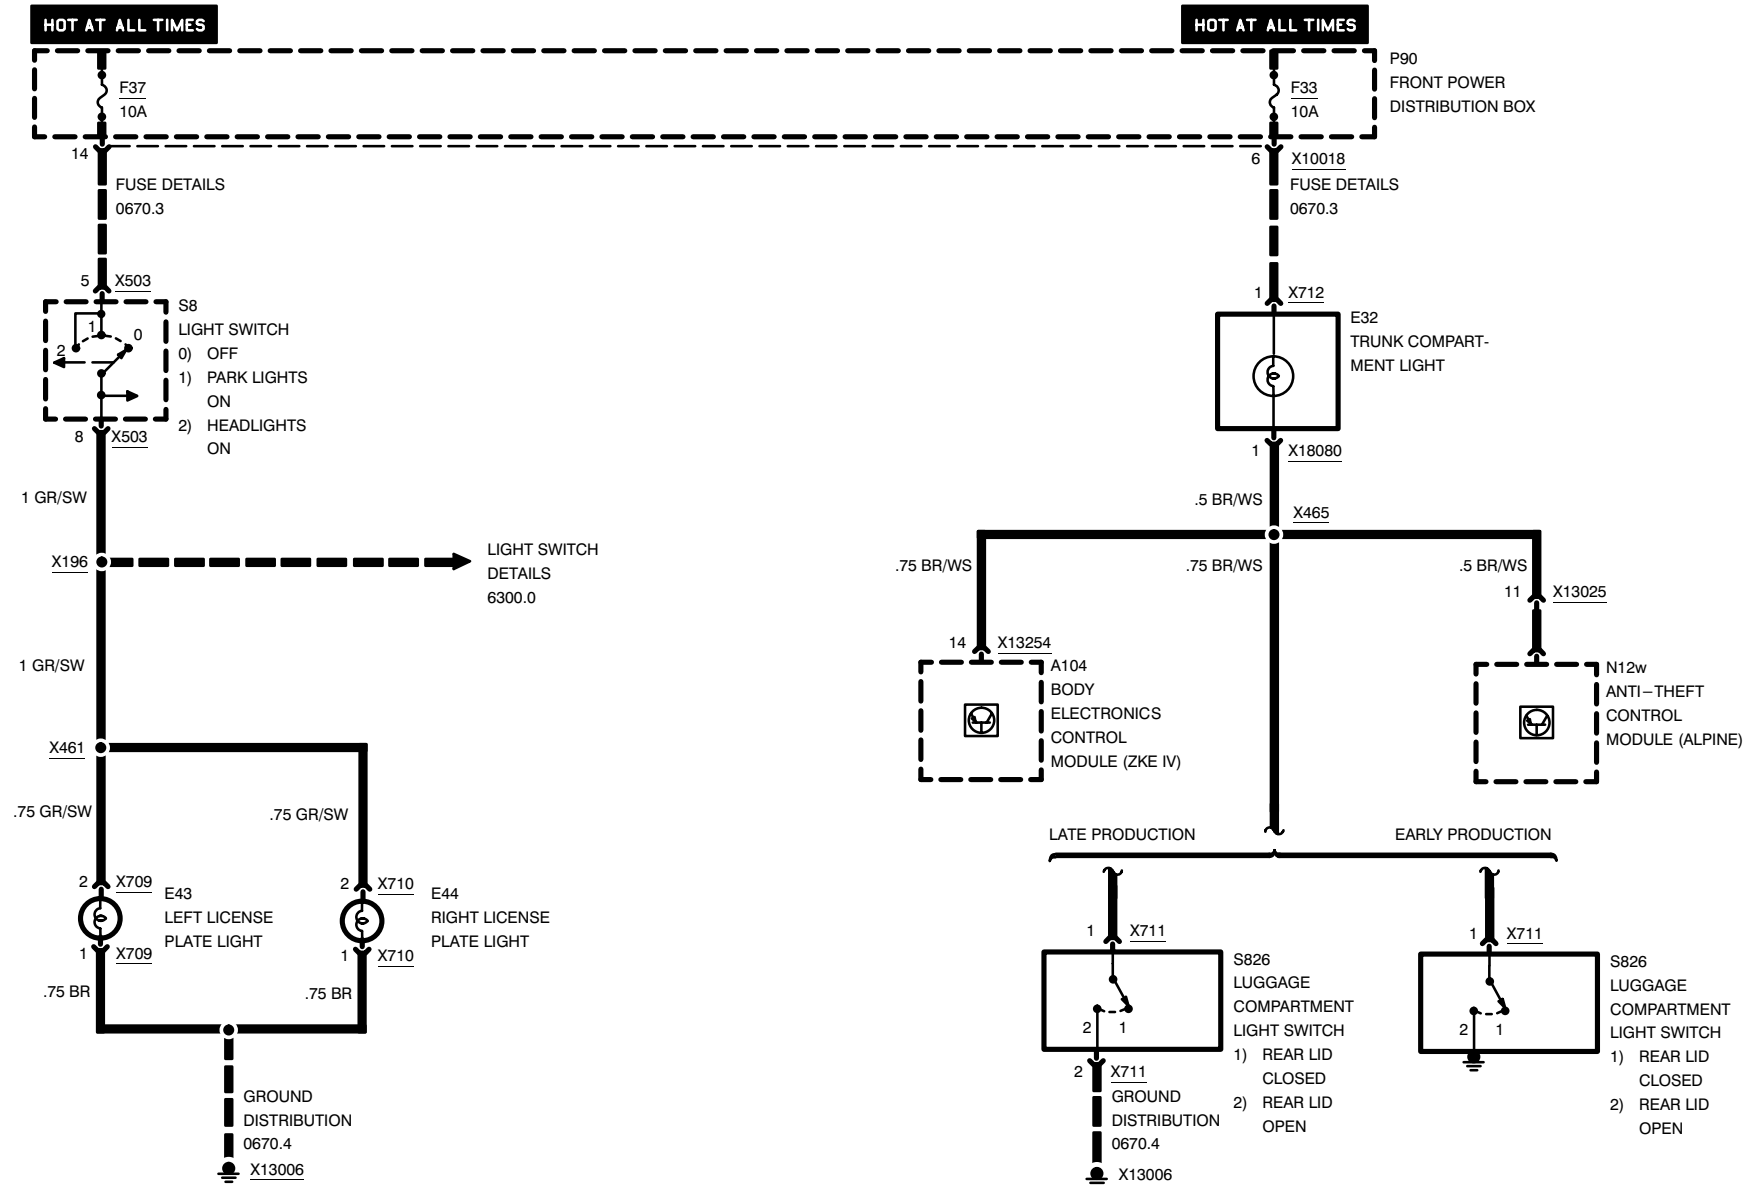 HOT AT ALL TIMES
HOT AT ALL TIMES
F37
10A
F33
10A
P90
FRONT POWER
DISTRIBUTION BOX
14
6 X10018
FUSE DETAILS
0670.3
FUSE DETAILS
0670.3
5 X503
S8
LIGHT SWITCH
0) OFF
1) PARK LIGHTS
ON
2) HEADLIGHTS
ON
1
0
2
8 X503
1 X712
E32
TRUNK COMPART-
MENT LIGHT
1 X18080
1 GR/SW
.5 BR/WS
X465
X196
LIGHT SWITCH
DETAILS
6300.0
.75 BR/WS
.75 BR/WS
.5 BR/WS
11 X13025
14 X13254
A104
BODY
ELECTRONICS
CONTROL
MODULE (ZKE IV)
N12w
ANTI–THEFT
CONTROL
MODULE (ALPINE)
1 GR/SW
X461
.75 GR/SW
.75 GR/SW
LATE PRODUCTION
EARLY PRODUCTION
2 X709
E43
LEFT LICENSE
PLATE LIGHT
1 X709
2 X710
E44
RIGHT LICENSE
PLATE LIGHT
1 X710
.75 BR
.75 BR
1 X711
S826
LUGGAGE
COMPARTMENT
LIGHT SWITCH
1) REAR LID
CLOSED
2) REAR LID
OPEN
2 1
2 X711
GROUND
DISTRIBUTION
0670.4
X13006
1 X711
S826
LUGGAGE
COMPARTMENT
LIGHT SWITCH
1) REAR LID
CLOSED
2) REAR LID
OPEN
2 1
GROUND
DISTRIBUTION
0670.4
X13006